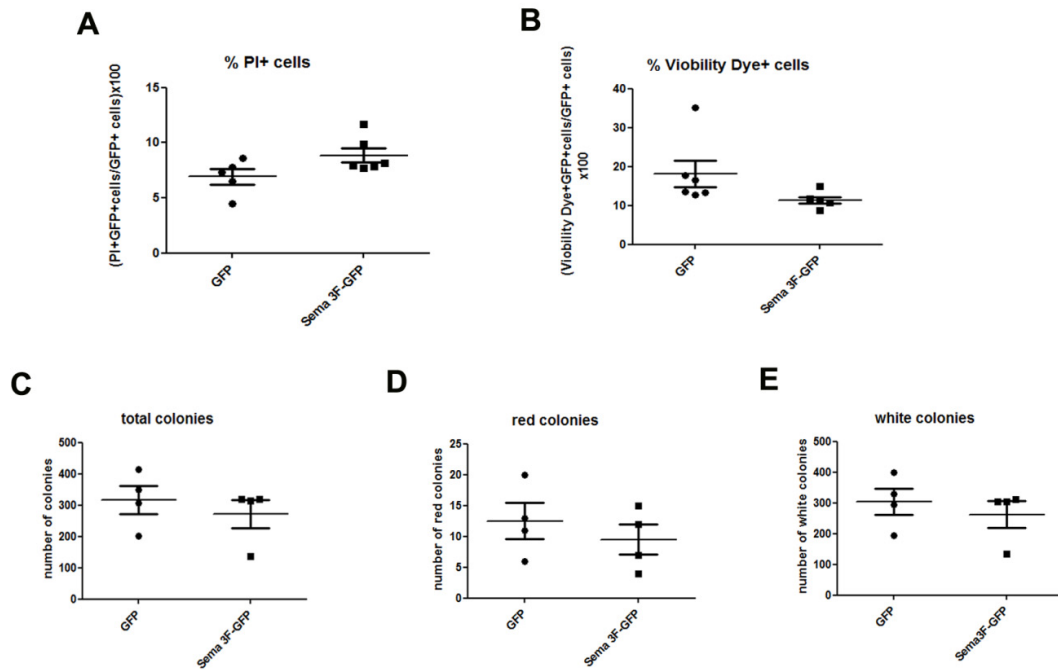 A
% PI+ cells
(PI+GFP+cells/GFP+ cells)x100
15
10
5
0
GFP
Sema 3F-GFP
B
% Viobility Dye+ cells
(Viobility Dye+GFP+cells/GFP+ cells)
x100
40
30
20
10
0
GFP
Sema 3F-GFP
C
total colonies
number of colonies
500
400
300
200
100
0
GFP
Sema 3F-GFP
D
red colonies
number of red colonies
25
20
15
10
5
0
GFP
Sema 3F-GFP
E
white colonies
number of white colonies
500
400
300
200
100
0
GFP
Sema3F-GFP